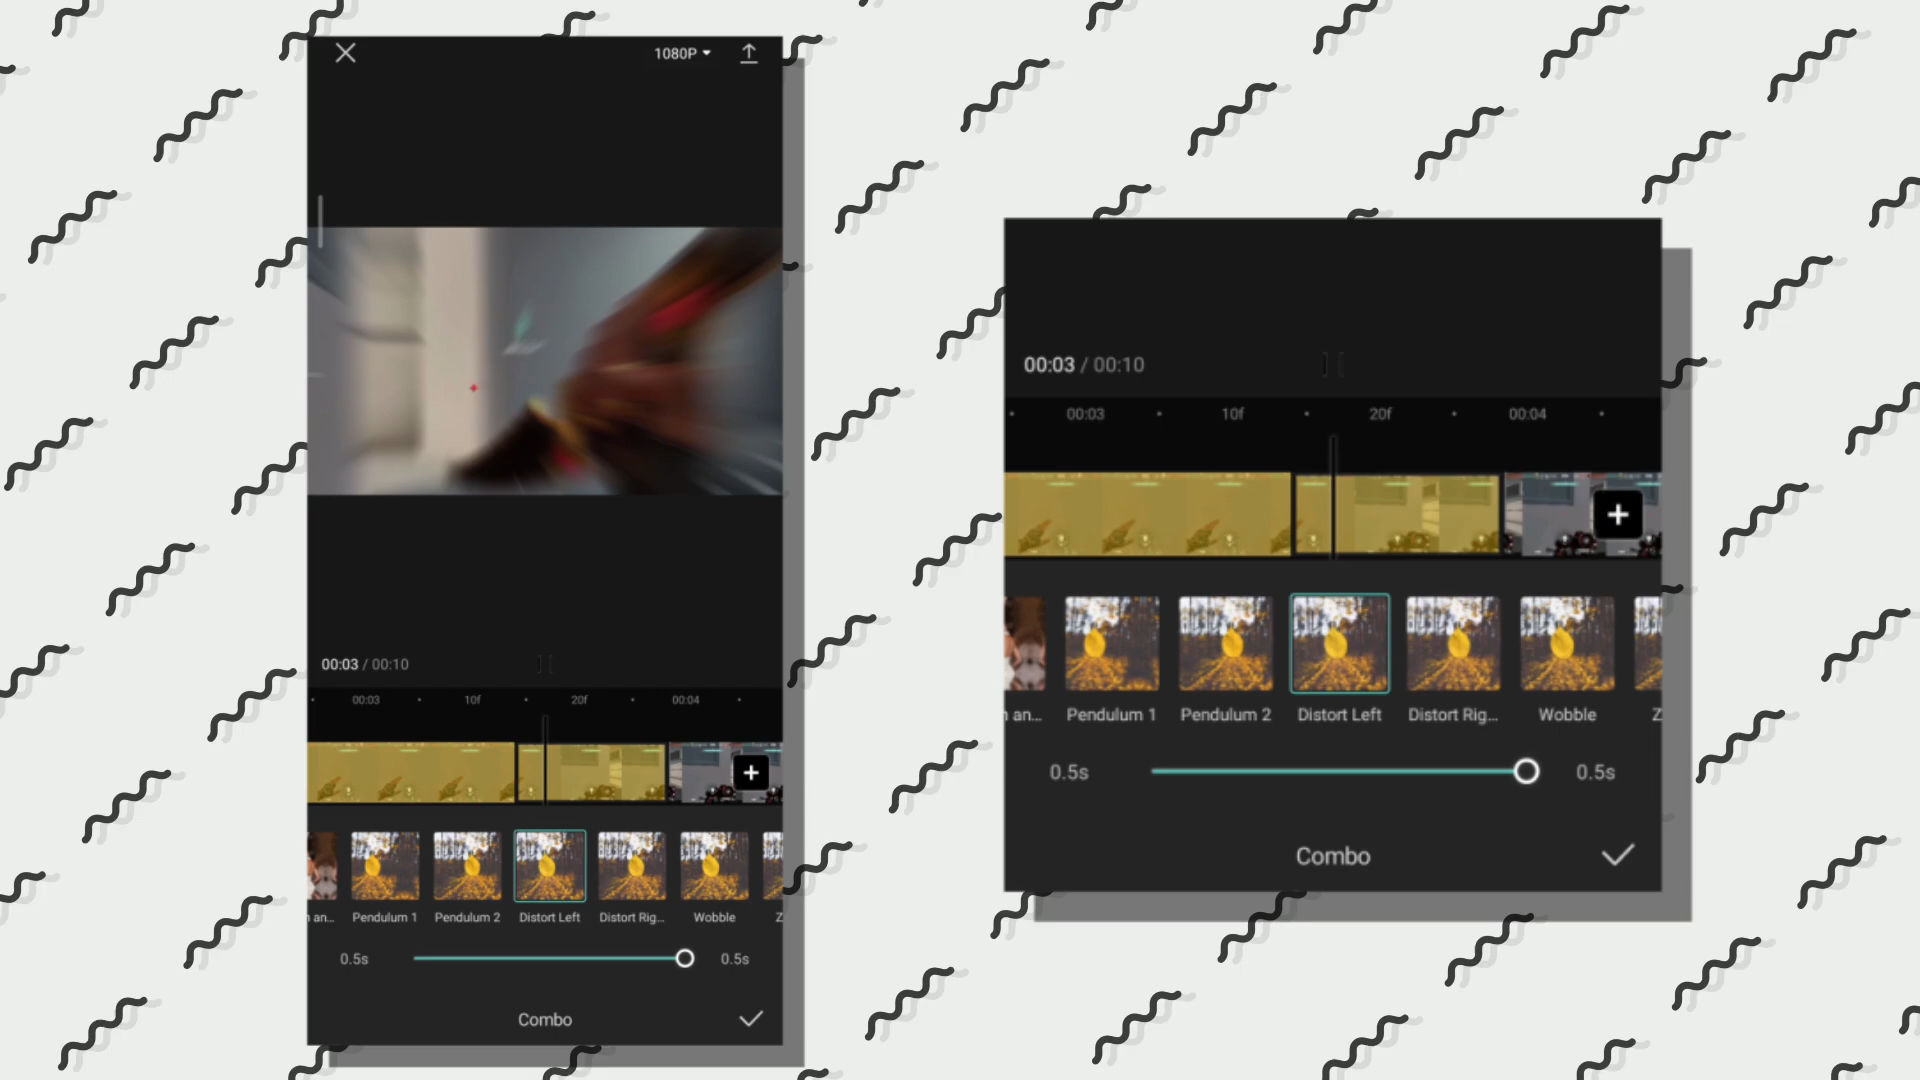 1080P
00:03 / 00:10
00:03 10f 20f 00:04
an... Pendulum 1 Pendulum 2 Distort Left Distort Rig... Wobble Z
0.5s 0.5s
Combo
00:03 / 00:10
00:03 10f 20f 00:04
an... Pendulum 1 Pendulum 2 Distort Left Distort Rig... Wobble Z
0.5s 0.5s
Combo